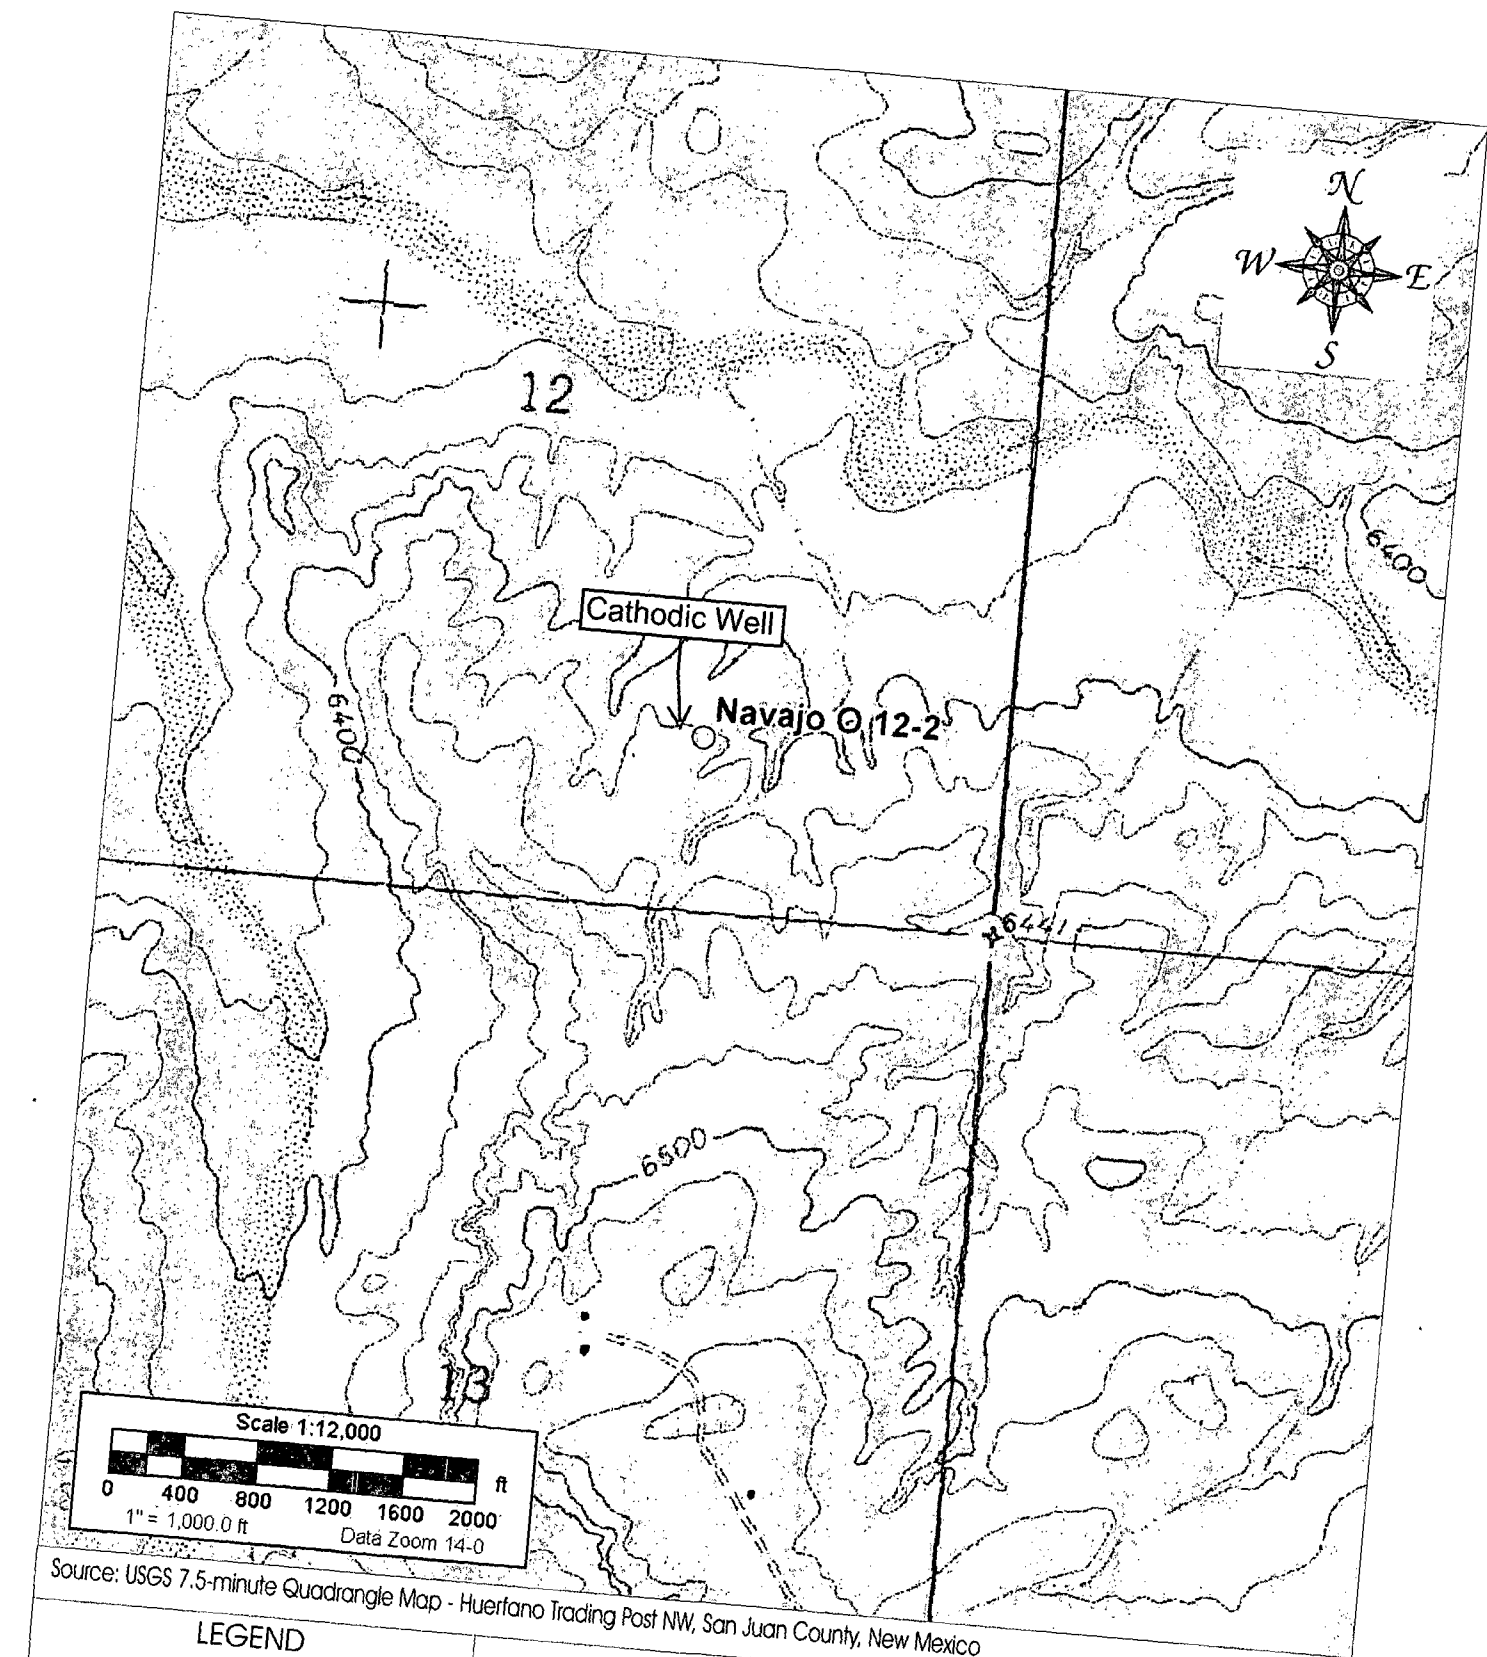 N
W E
S
12
6400
Cathodic Well
Navajo 12-2
6400
6441
6500
13
Scale 1:12,000
ft
0 400 800 1200 1600 2000
1" = 1,000.0 ft Data Zoom 14-0
Source: USGS 7.5-minute Quadrangle Map - Huerfano Trading Post NW, San Juan County, New Mexico
LEGEND